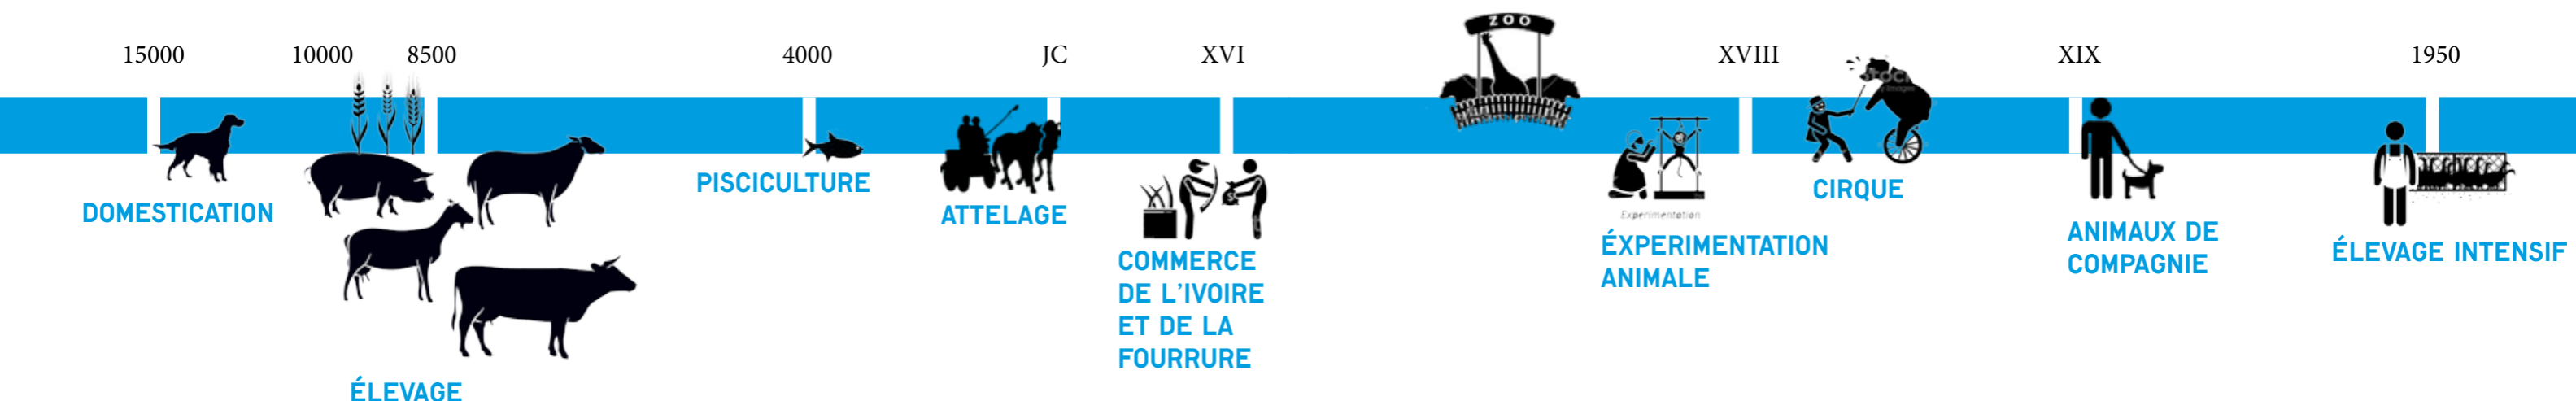 15000
10000
8500
4000
JC
XVI
ZOO
XVIII
XIX
1950
DOMESTICATION
ÉLEVAGE
PISCICULTURE
ATTELAGE
COMMERCE
DE L'IVOIRE
ET DE LA
FOURRURE
Experimentation
ÉXPERIMENTATION
ANIMALE
CIRQUE
ANIMAUX DE
COMPAGNIE
ÉLEVAGE INTENSIF